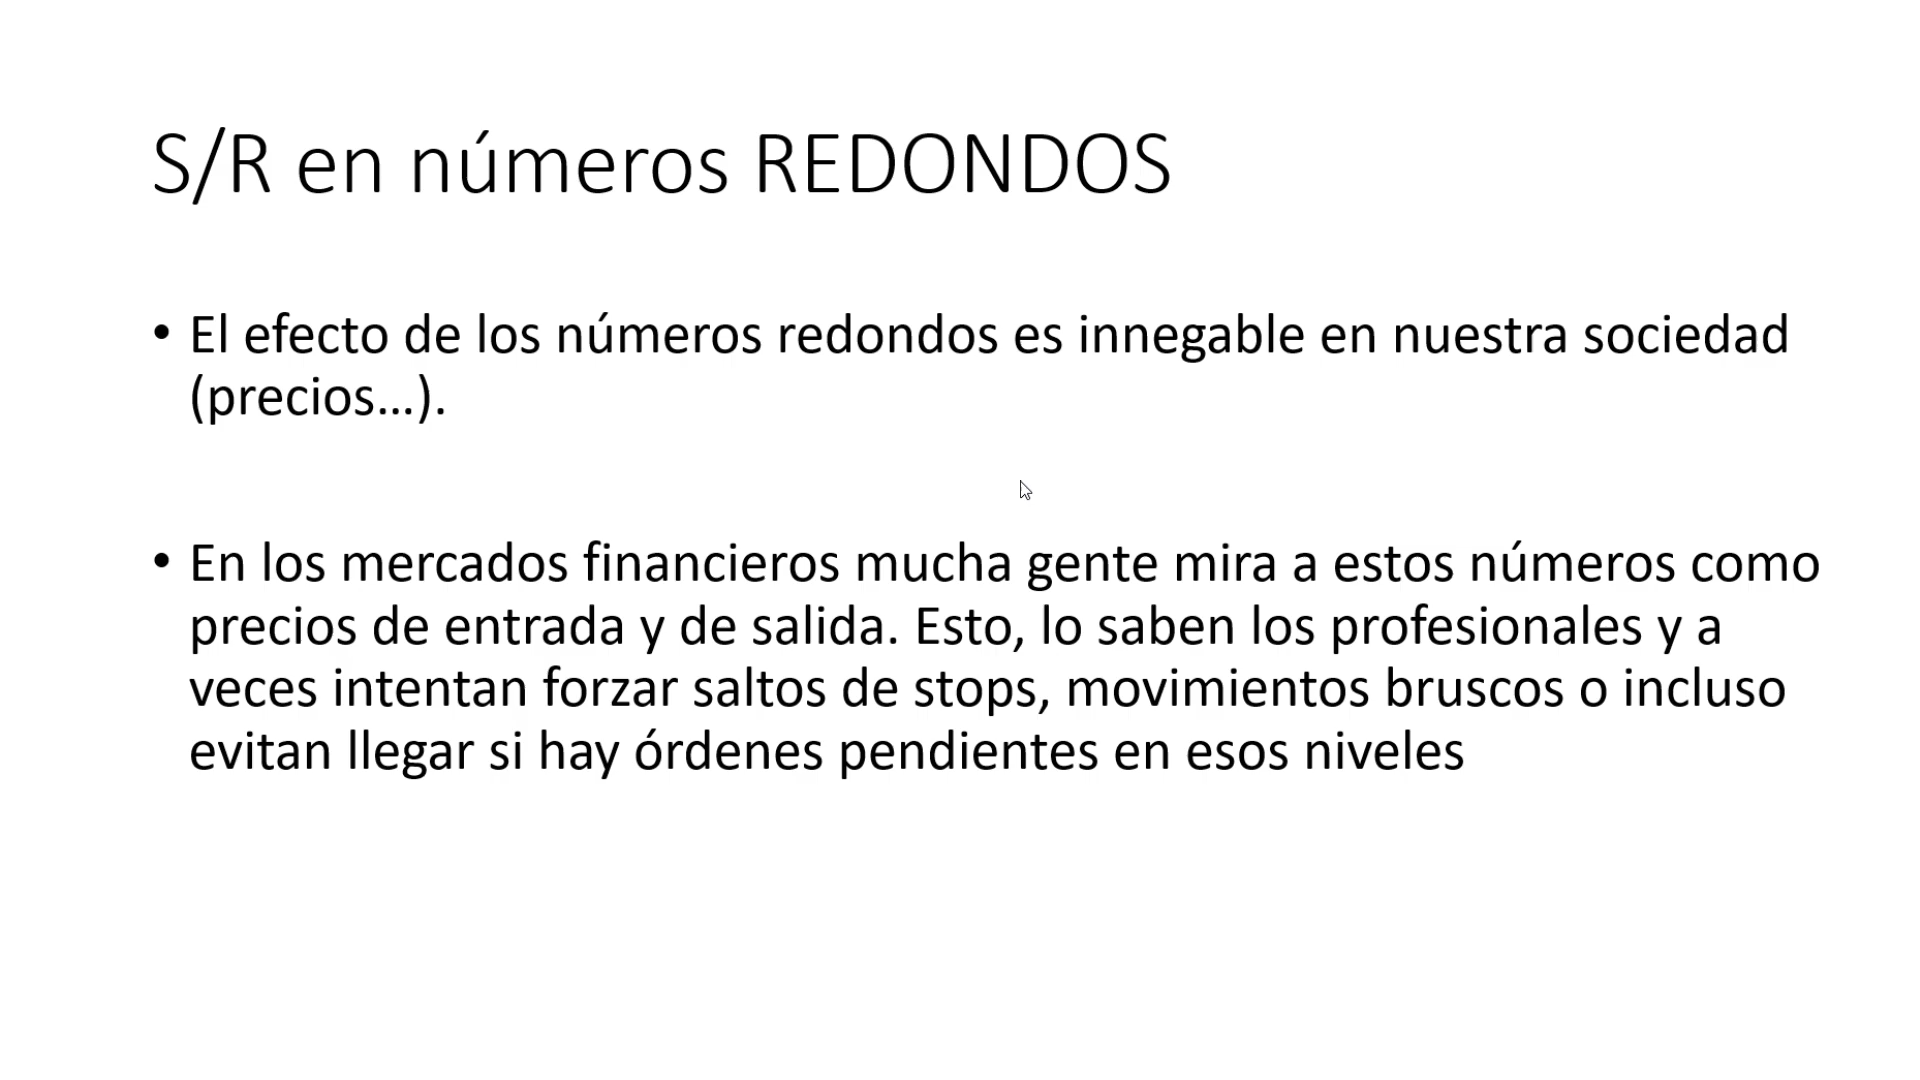 S/R en números REDONDOS
• El efecto de los números redondos es innegable en nuestra sociedad
(precios…).
• En los mercados financieros mucha gente mira a estos números como
precios de entrada y de salida. Esto, lo saben los profesionales y a
veces intentan forzar saltos de stops, movimientos bruscos o incluso
evitan llegar si hay órdenes pendientes en esos niveles